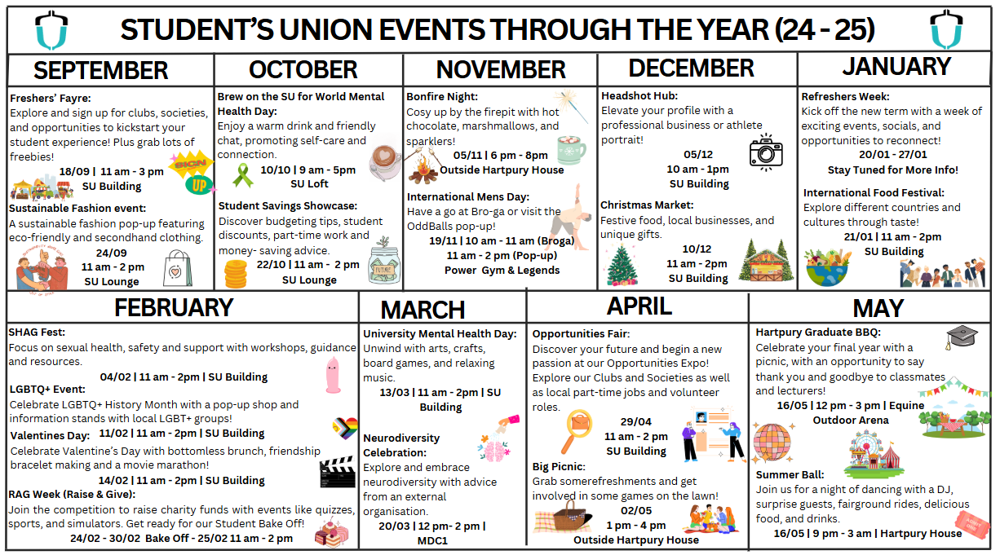 STUDENT'S UNION EVENTS THROUGH THE YEAR (24 - 25)
SEPTEMBER
Freshers' Fayre:
Explore and sign up for clubs, societies,
and opportunities to kickstart your
student experience! Plus grab lots of
freebies!
18/09 | 11 am - 3 pm
SU Building
SIGN
UP
Sustainable Fashion event:
A sustainable fashion pop-up featuring
eco-friendly and secondhand clothing.
24/09
11 am - 2 pm
SU Lounge
OCTOBER
Brew on the SU for World Mental
Health Day:
Enjoy a warm drink and friendly
chat, promoting self-care and
connection.
10/10 | 9 am - 5pm
SU Loft
Student Savings Showcase:
Discover budgeting tips, student
discounts, part-time work and
money- saving advice.
22/10 | 11 am - 2 pm
SU Lounge
FUTURE
NOVEMBER
Bonfire Night:
Cosy up by the firepit with hot
chocolate, marshmallows, and
sparklers!
05/11 | 6 pm - 8pm
Outside Hartpury House
International Mens Day:
Have a go at Bro-ga or visit the
OddBalls pop-up!
19/11 | 10 am - 11 am (Broga)
11 am - 2 pm (Pop-up)
Power Gym & Legends
DECEMBER
Headshot Hub:
Elevate your profile with a
professional business or athlete
portrait!
05/12
10 am - 1pm
SU Building
Christmas Market:
Festive food, local businesses, and
unique gifts.
10/12
11 am - 2pm
SU Building
JANUARY
Refreshers Week:
Kick off the new term with a week of
exciting events, socials, and
opportunities to reconnect!
20/01 - 27/01
Stay Tuned for More Info!
International Food Festival:
Explore different countries and
cultures through taste!
21/01 | 11 am - 2pm
SU Building
FEBRUARY
SHAG Fest:
Focus on sexual health, safety and support with workshops, guidance
and resources.
04/02 | 11 am - 2pm | SU Building
LGBTQ+ Event:
Celebrate LGBTQ+ History Month with a pop-up shop and
information stands with local LGBT+ groups!
11/02 | 11 am - 2pm | SU Building
Valentines Day:
Celebrate Valentine's Day with bottomless brunch, friendship
bracelet making and a movie marathon!
14/02 | 11 am - 2pm | SU Building
RAG Week (Raise & Give):
Join the competition to raise charity funds with events like quizzes,
sports, and simulators. Get ready for our Student Bake Off!
24/02 - 30/02 Bake Off - 25/02 11 am - 2 pm
MARCH
University Mental Health Day:
Unwind with arts, crafts,
board games, and relaxing
music.
13/03 | 11 am - 2pm | SU
Building
Neurodiversity
Celebration:
Explore and embrace
neurodiversity with advice
from an external
organisation.
20/03 | 12 pm- 2 pm |
MDC1
APRIL
Opportunities Fair:
Discover your future and begin a new
passion at our Opportunities Expo!
Explore our Clubs and Societies as well
as local part-time jobs and volunteer
roles.
29/04
11 am - 2 pm
SU Building
Big Picnic:
Grab somerefreshments and get
involved in some games on the lawn!
02/05
1 pm - 4 pm
Outside Hartpury House
MAY
Hartpury Graduate BBQ:
Celebrate your final year with a
picnic, with an opportunity to say
thank you and goodbye to classmates
and lecturers!
16/05 | 12 pm - 3 pm | Equine
Outdoor Arena
Summer Ball:
Join us for a night of dancing with a DJ,
surprise guests, fairground rides, delicious
food, and drinks.
16/05 | 9 pm - 3 am | Hartpury House